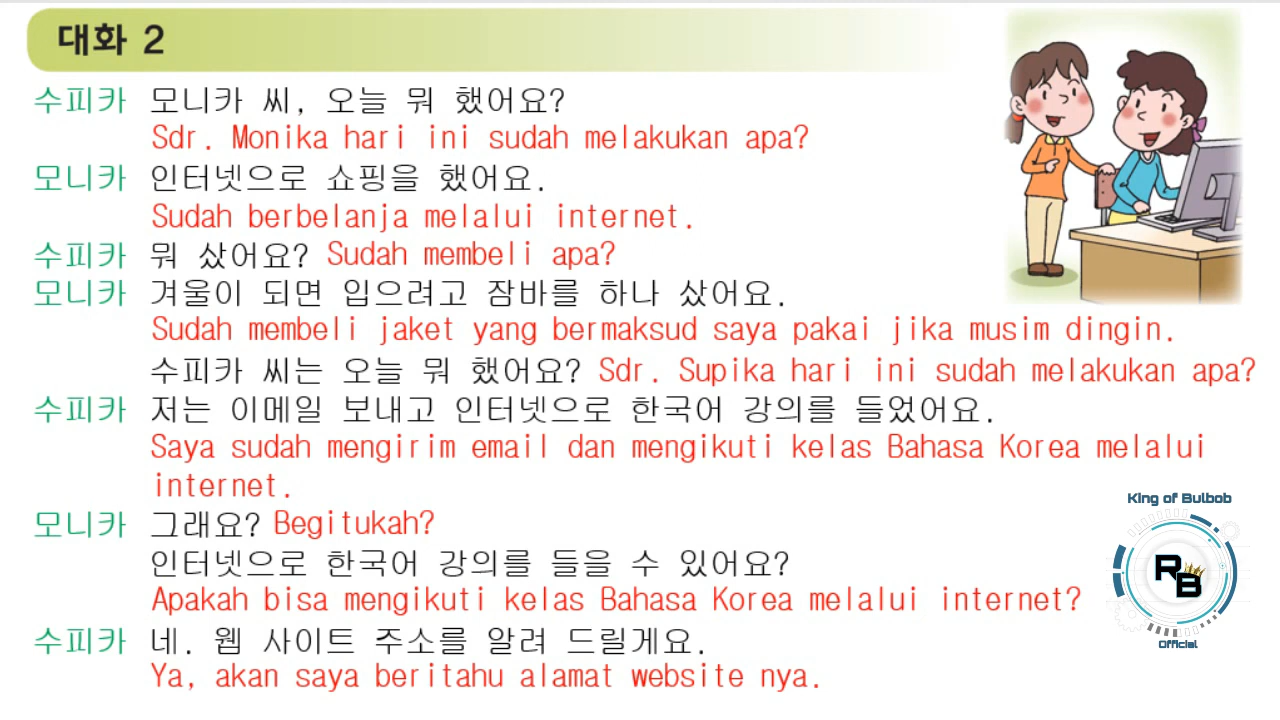 대화 2
수피카 모니카 씨, 오늘 뭐 했어요?
Sdr. Monika hari ini sudah melakukan apa?
모니카 인터넷으로 쇼핑을 했어요.
Sudah berbelanja melalui internet.
수피카 뭐 샀어요? Sudah membeli apa?
모니카 겨울이 되면 입으려고 잠바를 하나 샀어요.
Sudah membeli jaket yang bermaksud saya pakai jika musim dingin.
수피카 씨는 오늘 뭐 했어요? Sdr. Supika hari ini sudah melakukan apa?
수피카 저는 이메일 보내고 인터넷으로 한국어 강의를 들었어요.
Saya sudah mengirim email dan mengikuti kelas Bahasa Korea melalui
internet.
모니카 그래요? Begitukah?
인터넷으로 한국어 강의를 들을 수 있어요?
Apakah bisa mengikuti kelas Bahasa Korea melalui internet?
수피카 네. 웹 사이트 주소를 알려 드릴게요.
Ya, akan saya beritahu alamat website nya.
King of Bulbob
RB
Official